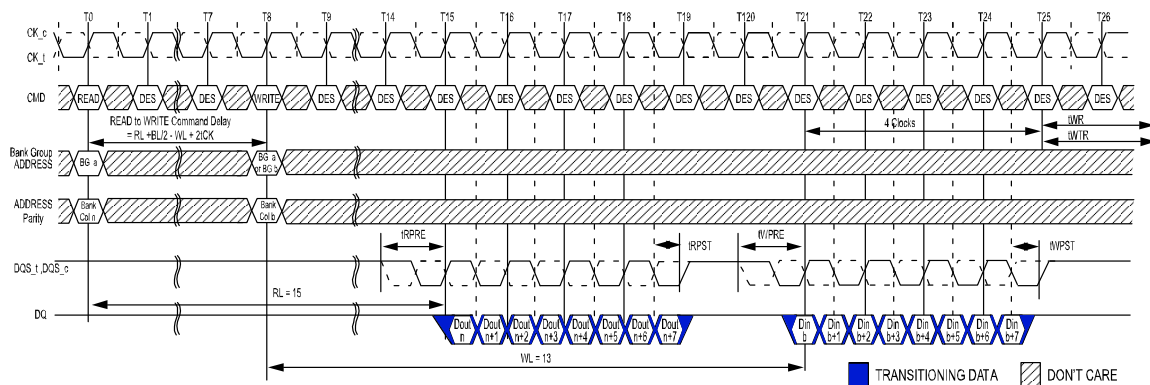 T0 T1 T7 T8 T9 T14 T15 T16 T17 T18 T19 T120 T21 T22 T23 T24 T25 T26
CK_c
CK_t
CMD READ DES DES WRITE DES DES DES DES DES DES DES DES DES DES DES DES DES DES
READ to WRITE Command Delay
= RL +BL/2 - WL + 2tCK
4 Clocks
tWR
tWTR
Bank Group
ADDRESS
BG a
BG a
or BG b
ADDRESS
Parity
Bank
Col n
Bank
Col b
tRPRE tRPST tWPRE tWPST
DQS_t ,DQS_c
RL = 15
DQ
Dout Dout Dout Dout Dout Dout Dout Dout Din Din Din Din Din Din Din Din
n n+1 n+2 n+3 n+4 n+5 n+6 n+7 b b+1 b+2 b+3 b+4 b+5 b+6 b+7
WL = 13
TRANSITIONING DATA DON'T CARE